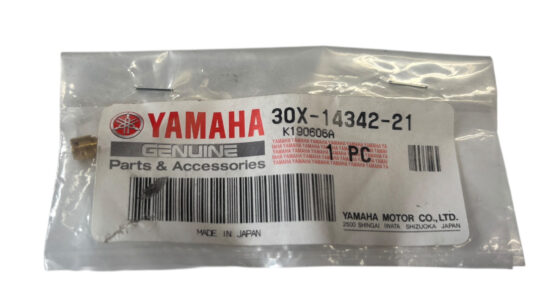 YAMAHA
30X-14342-21
K190606A
GENUINE
Parts & Accessories
1 PC
YAMAHA MOTOR CO., LTD.
2500 SHINGAI IWATA SHIZUOKA JAPAN
MADE IN JAPAN